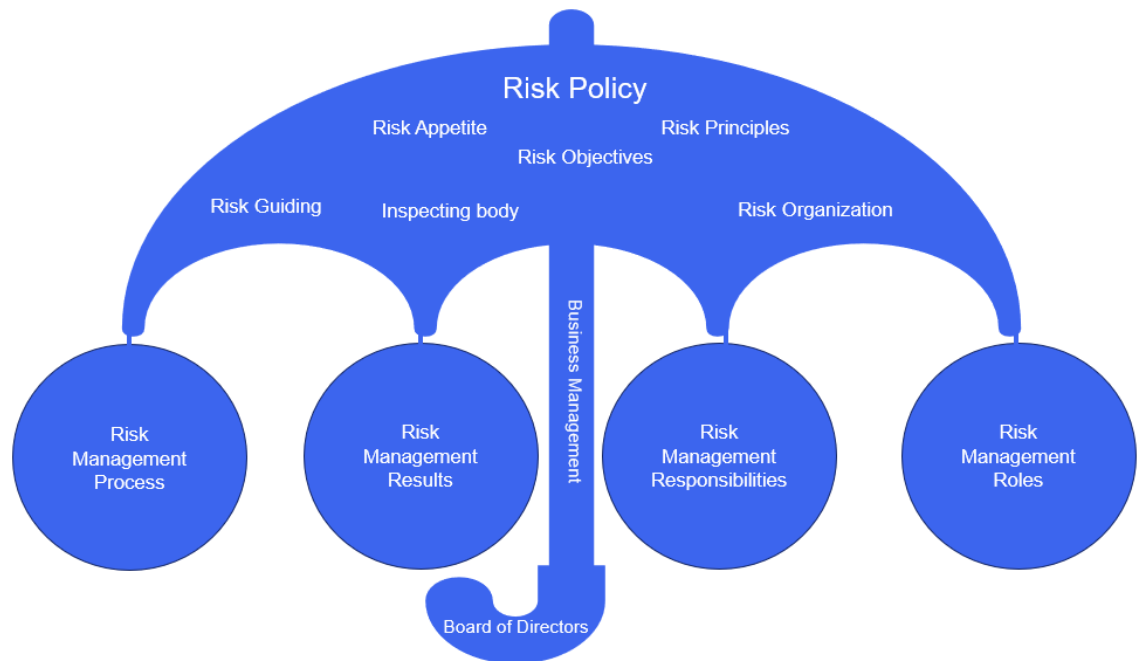 Risk Policy
Risk Appetite
Risk Principles
Risk Objectives
Risk Guiding
Inspecting body
Risk Organization
Business Management
Risk
Management
Process
Risk
Management
Results
Risk
Management
Responsibilities
Risk
Management
Roles
Board of Directors